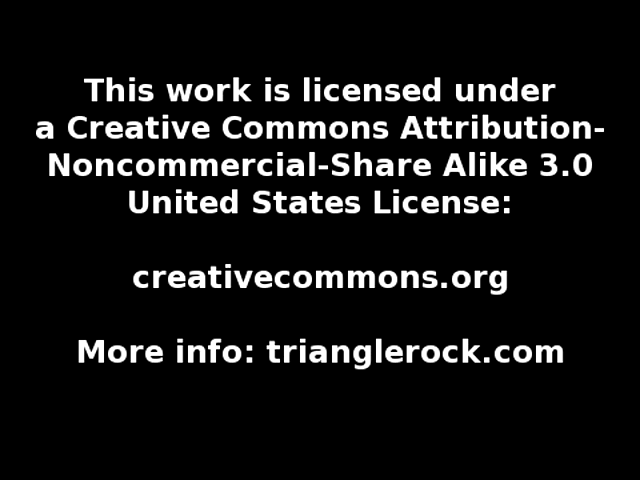 This work is licensed under
a Creative Commons Attribution-
Noncommercial-Share Alike 3.0
United States License:
creativecommons.org
More info: trianglerock.com